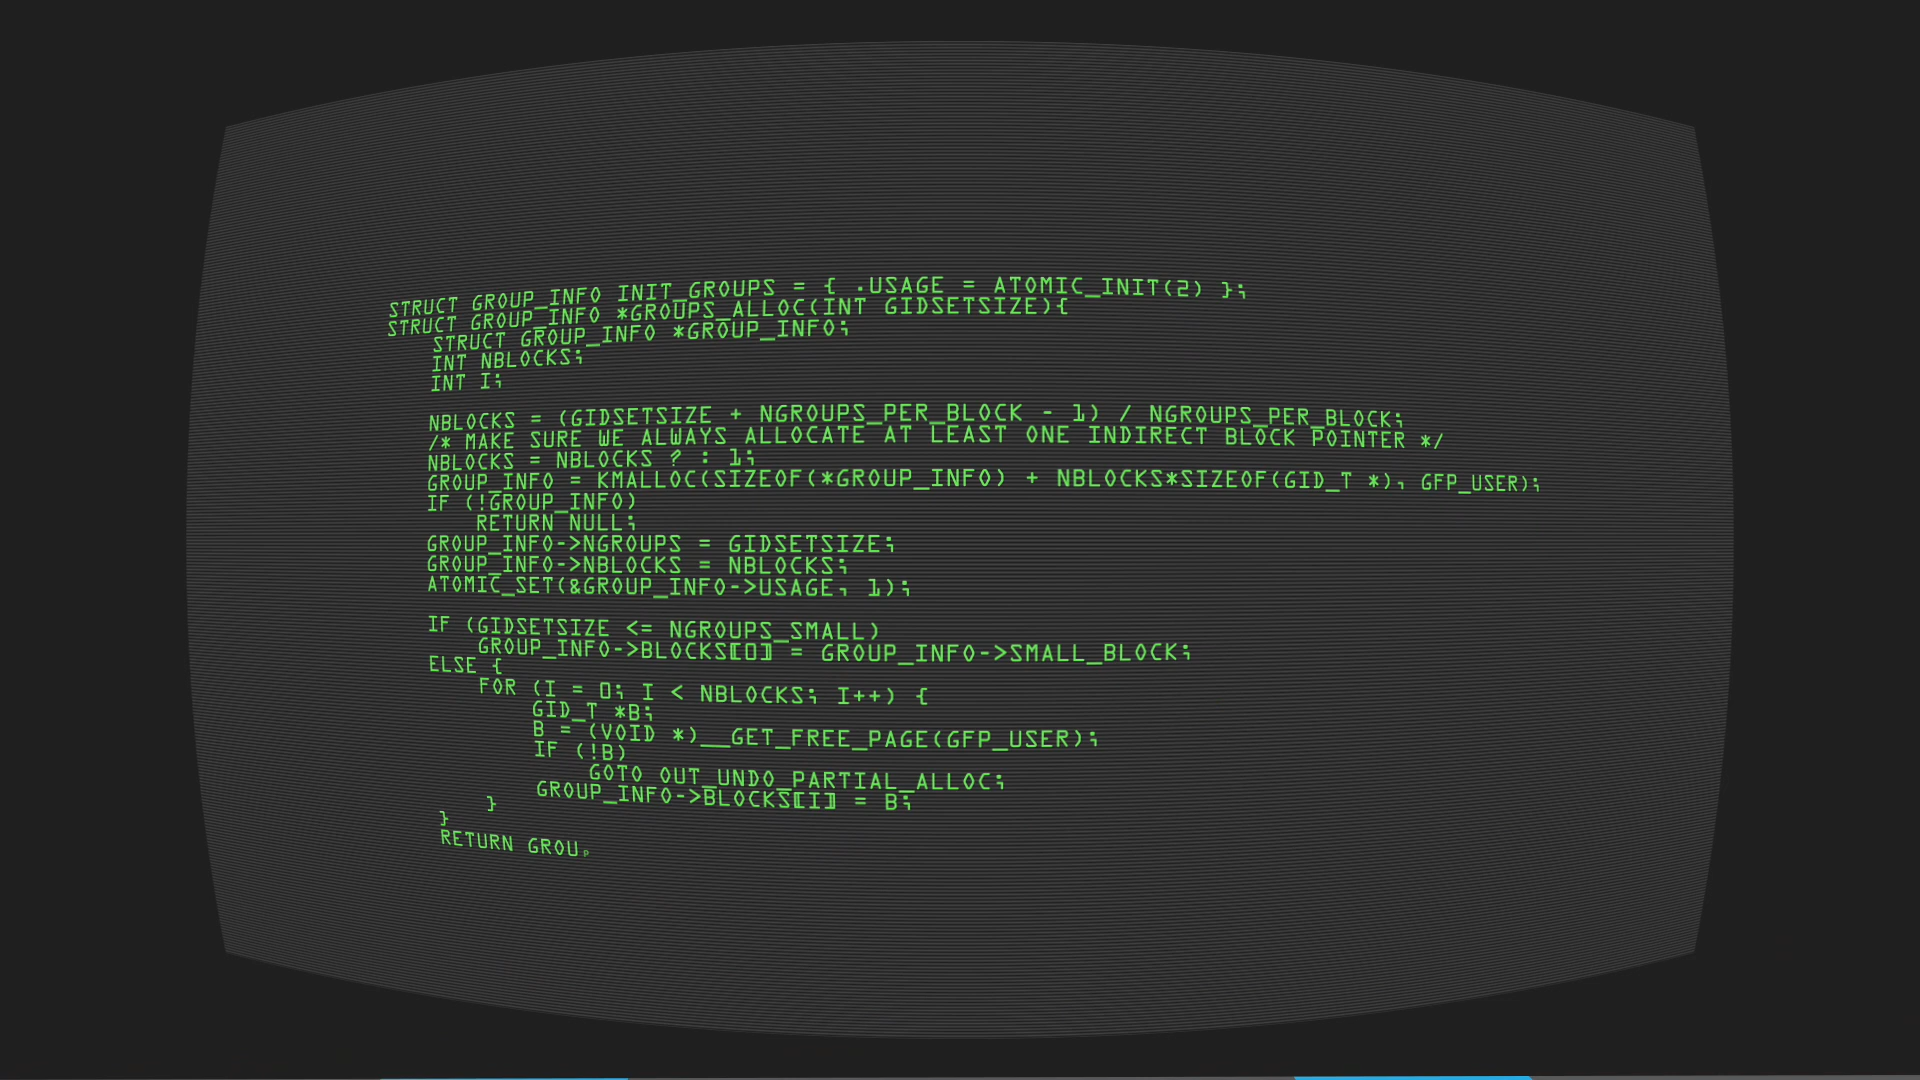 STRUCT GROUP_INFO INIT_GROUPS = { .USAGE = ATOMIC_INIT(2) };
STRUCT GROUP_INFO *GROUPS_ALLOC(INT GIDSETSIZE){
STRUCT GROUP_INFO *GROUP_INFO;
INT NBLOCKS;
INT I;
NBLOCKS = (GIDSETSIZE + NGROUPS_PER_BLOCK - 1) / NGROUPS_PER_BLOCK;
/* MAKE SURE WE ALWAYS ALLOCATE AT LEAST ONE INDIRECT BLOCK POINTER */
NBLOCKS = NBLOCKS ? : 1;
GROUP_INFO = KMALLOC(SIZEOF(*GROUP_INFO) + NBLOCKS*SIZEOF(GID_T *), GFP_USER);
IF (!GROUP_INFO)
RETURN NULL;
GROUP_INFO->NGROUPS = GIDSETSIZE;
GROUP_INFO->NBLOCKS = NBLOCKS;
ATOMIC_SET(&GROUP_INFO->USAGE, 1);
IF (GIDSETSIZE <= NGROUPS_SMALL)
GROUP_INFO->BLOCKS[0] = GROUP_INFO->SMALL_BLOCK;
ELSE {
FOR (I = 0; I < NBLOCKS; I++) {
GID_T *B;
B = (VOID *)__GET_FREE_PAGE(GFP_USER);
IF (!B)
GOTO OUT_UNDO_PARTIAL_ALLOC;
GROUP_INFO->BLOCKS[I] = B;
}
}
RETURN GROUP